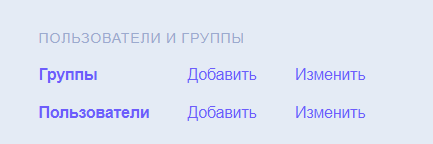 ПОЛЬЗОВАТЕЛИ И ГРУППЫ
Группы Добавить Изменить
Пользователи Добавить Изменить